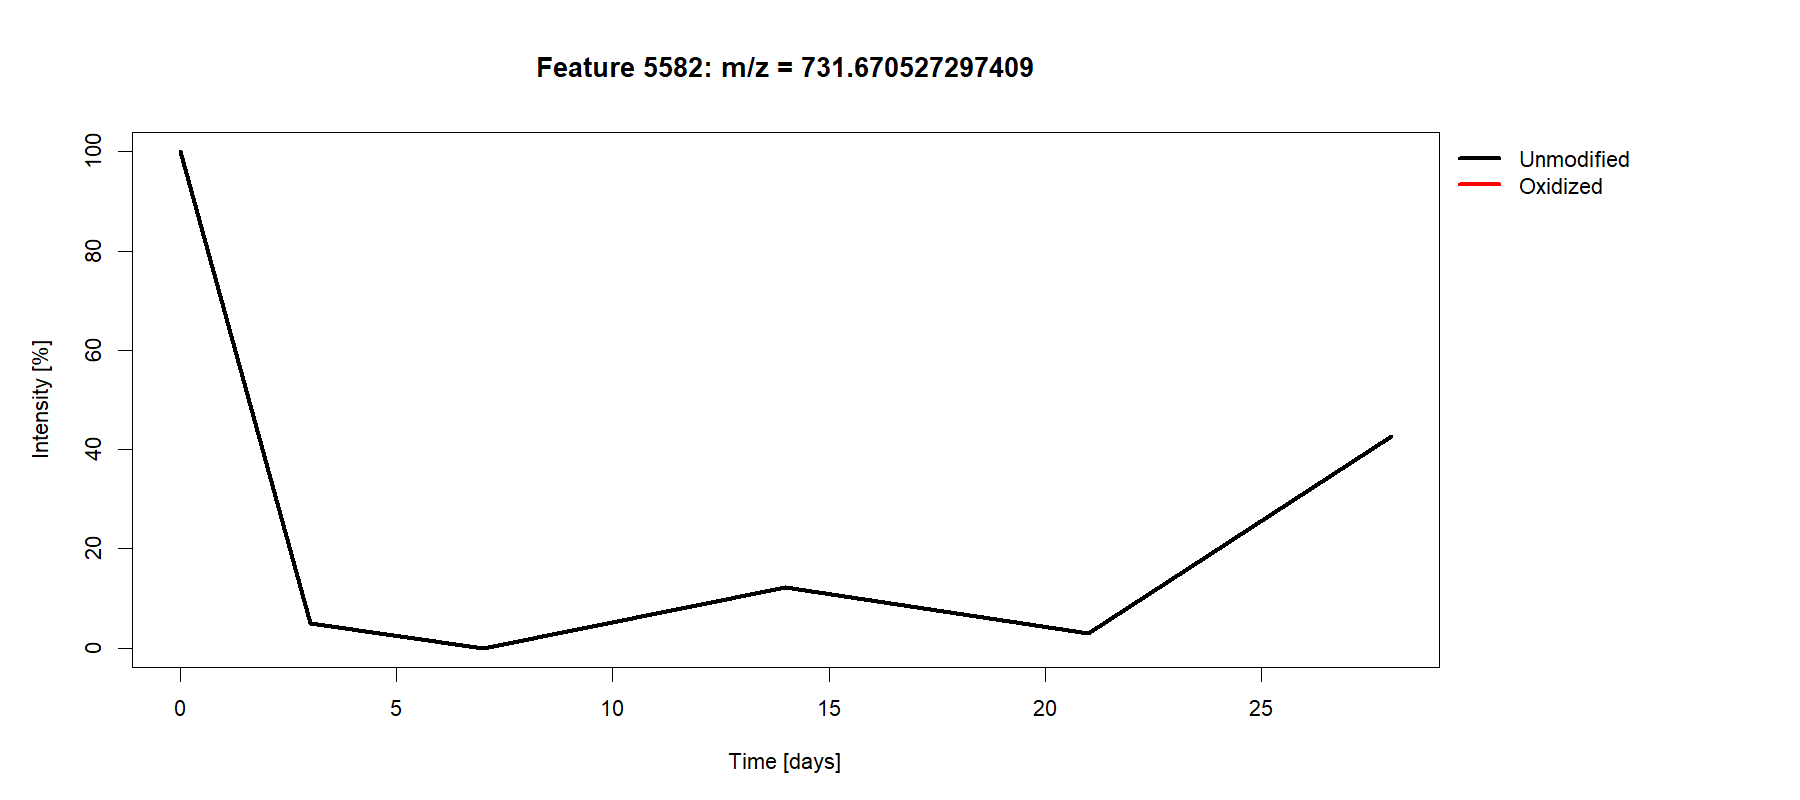 Feature 5582: m/z = 731.670527297409
Unmodified
Oxidized
Intensity [%]
100
80
60
40
20
0
0 5 10 15 20 25
Time [days]